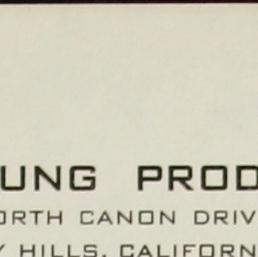 UNG PROD
ORTH CANON DRIV
Y HILLS, CALIFORN